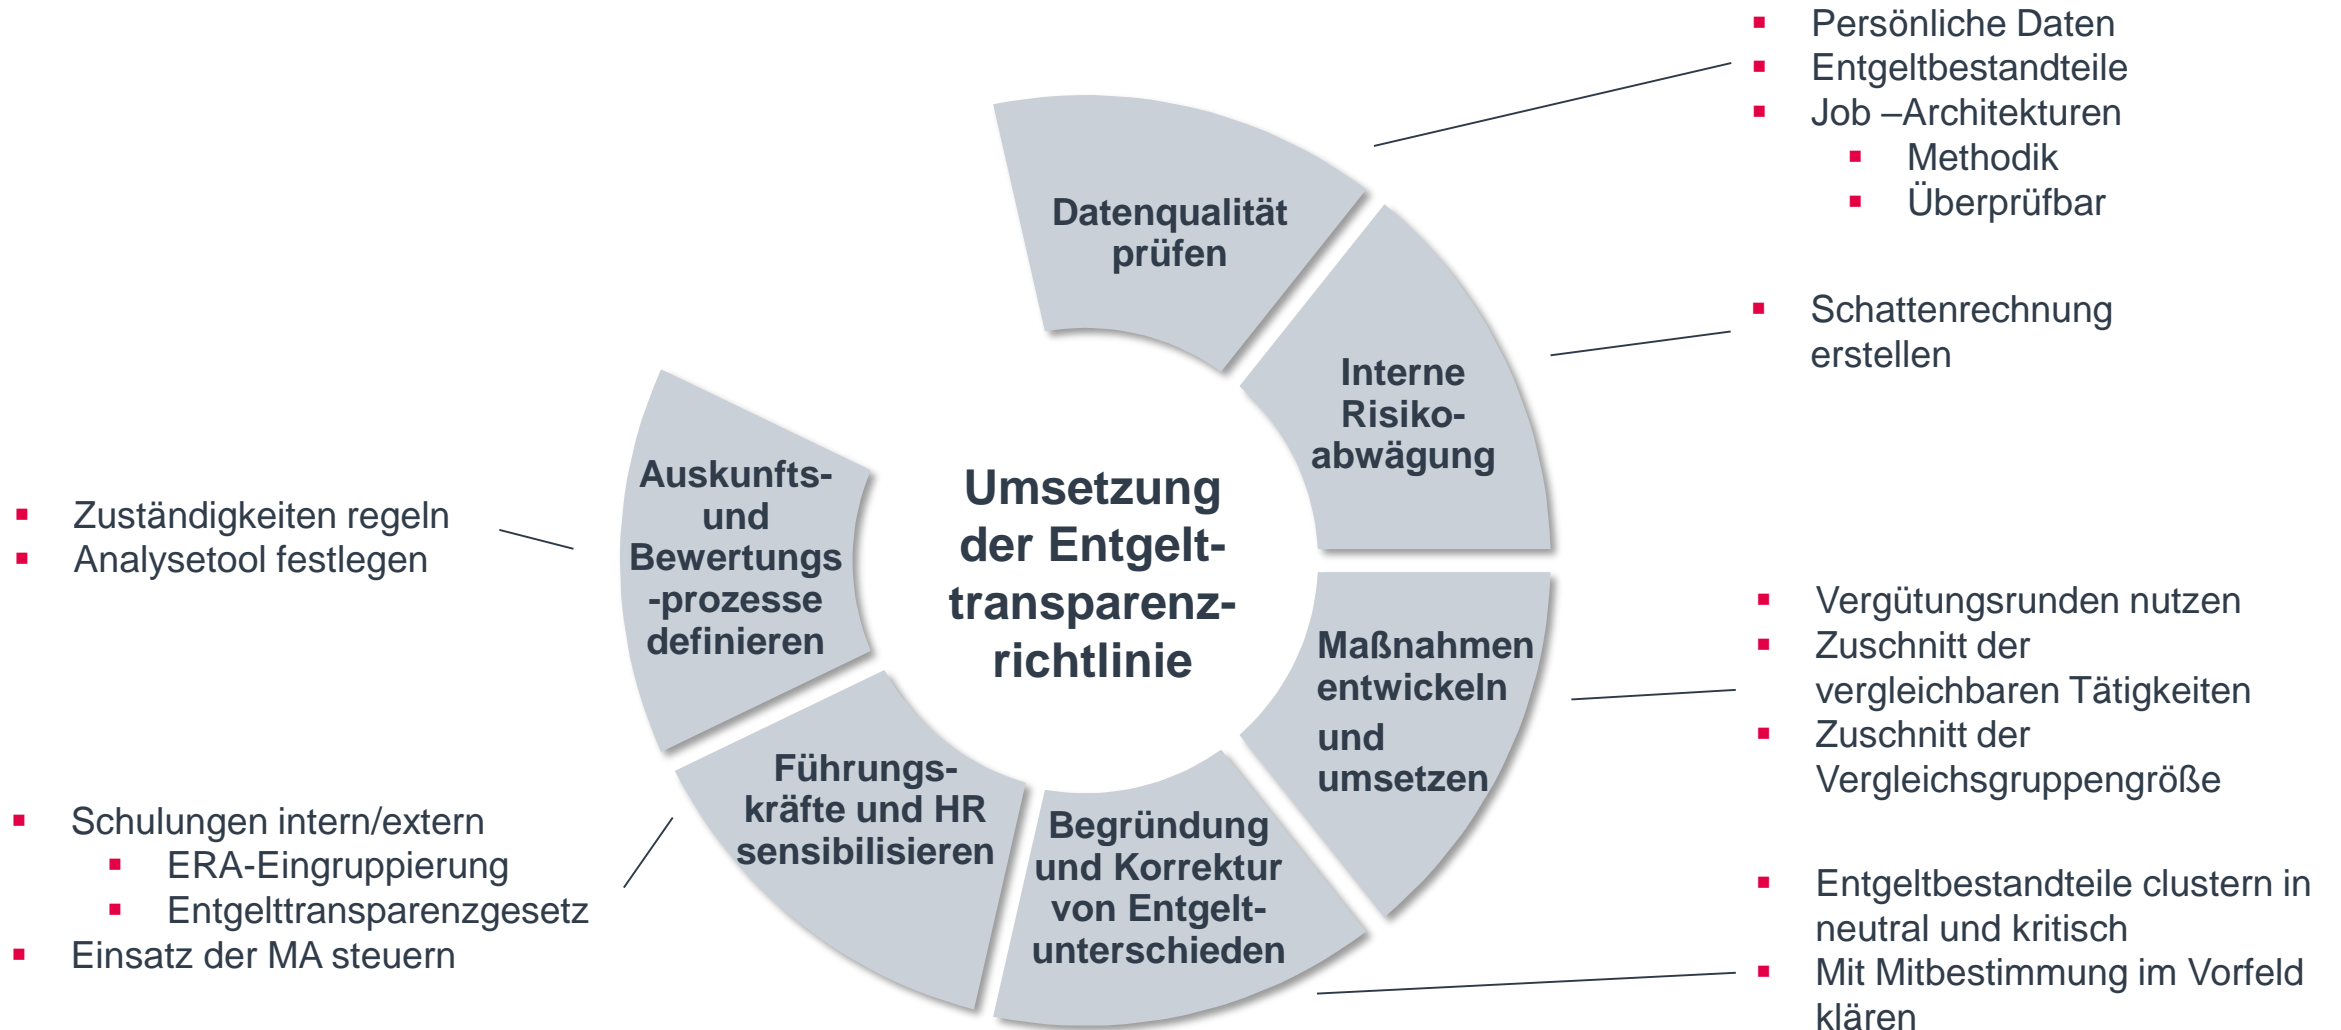 Persönliche Daten
Entgeltbestandteile
Job –Architekturen
Methodik
Überprüfbar
Datenqualität
prüfen
Schattenrechnung
erstellen
Interne
Risiko-
abwägung
Umsetzung
der Entgelt-
transparenz-
richtlinie
Vergütungsrunden nutzen
Zuschnitt der
vergleichbaren Tätigkeiten
Zuschnitt der
Vergleichsgruppengröße
Maßnahmen
entwickeln
und
umsetzen
Entgeltbestandteile clustern in
neutral und kritisch
Mit Mitbestimmung im Vorfeld
klären
Begründung
und Korrektur
von Entgelt-
unterschieden
Führungs-
kräfte und HR
sensibilisieren
Schulungen intern/extern
ERA-Eingruppierung
Entgelttransparenzgesetz
Einsatz der MA steuern
Auskunfts-
und
Bewertungs
-prozesse
definieren
Zuständigkeiten regeln
Analysetool festlegen